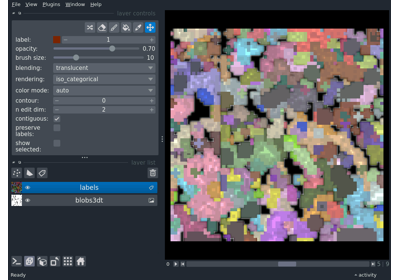 File View Plugins Window Help
layer controls
label: 1
opacity: 0.70
brush size: 10
blending: translucent
rendering: iso_categorical
color mode: auto
contour: 0
n edit dim: 2
contiguous:
preserve
labels:
show
selected:
layer list
labels
blobs3dt
Ready
activity